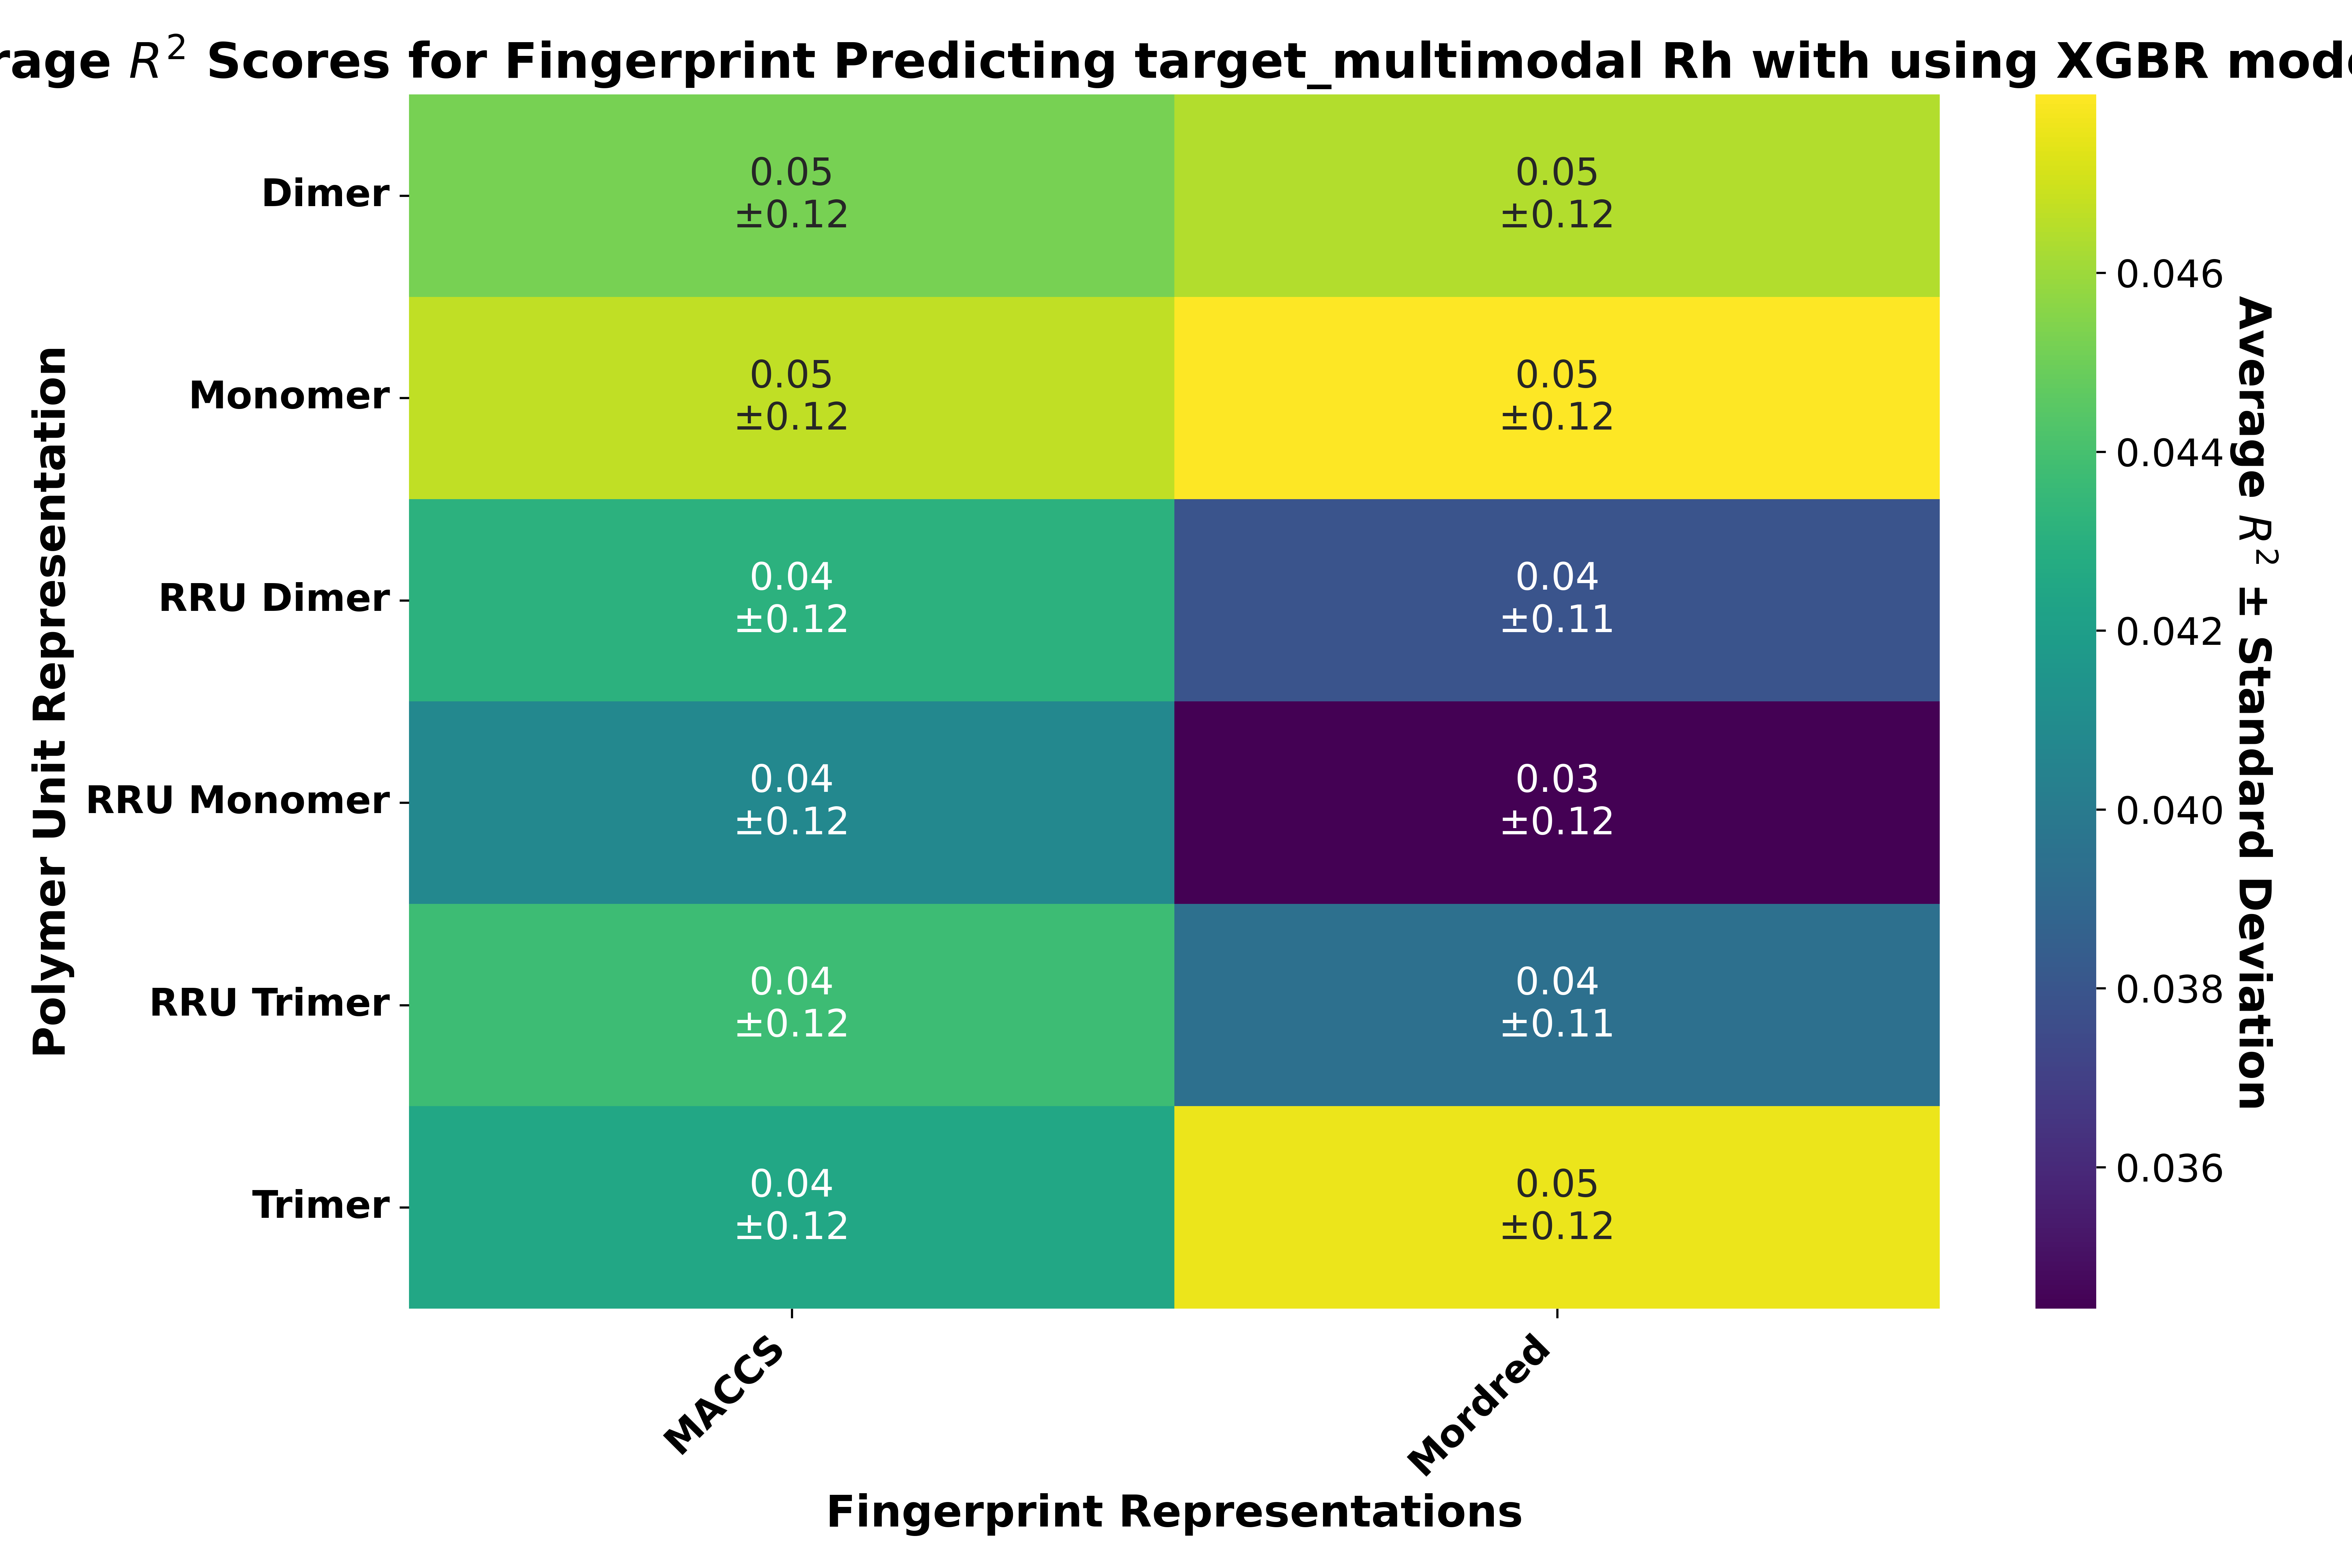 rage R² Scores for Fingerprint Predicting target_multimodal Rh with using XGBR mod
Polymer Unit Representation
Dimer
0.05
±0.12
0.05
±0.12
Monomer
0.05
±0.12
0.05
±0.12
RRU Dimer
0.04
±0.12
0.04
±0.11
RRU Monomer
0.04
±0.12
0.03
±0.12
RRU Trimer
0.04
±0.12
0.04
±0.11
Trimer
0.04
±0.12
0.05
±0.12
MACCS
Mordred
Fingerprint Representations
0.046
0.044
0.042
0.040
0.038
0.036
Average R² ± Standard Deviation